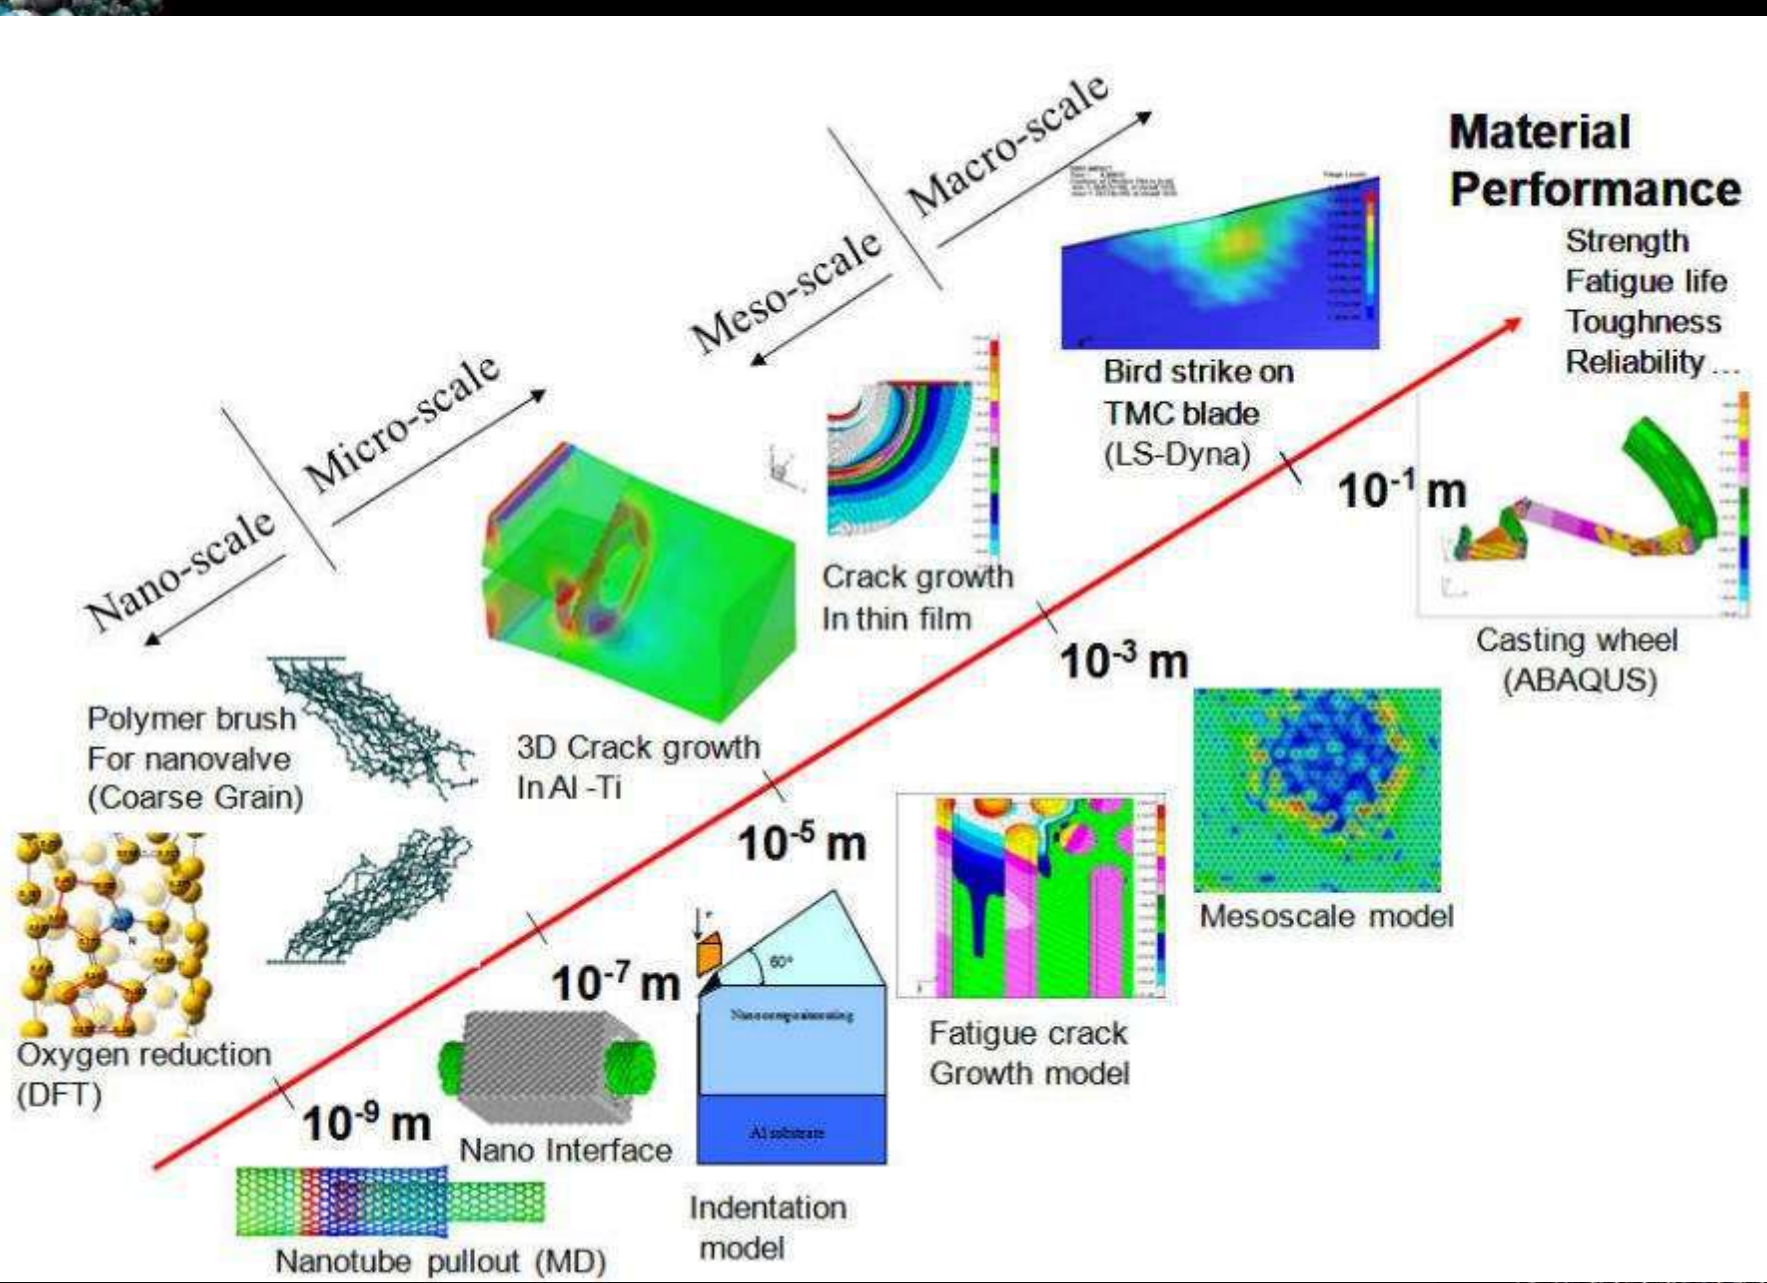 Macro-scale
Meso-scale
Micro-scale
Nano-scale
Material
Performance
Strength
Fatigue life
Toughness
Reliability ...
Bird strike on
TMC blade
(LS-Dyna)
10-1 m
Casting wheel
(ABAQUS)
Crack growth
In thin film
10-3 m
Mesoscale model
3D Crack growth
In Al -Ti
10-5 m
Fatigue crack
Growth model
Polymer brush
For nanovalve
(Coarse Grain)
10-7 m
60°
Al substrate
Indentation
model
Nano Interface
Oxygen reduction
(DFT)
N
10-9 m
Nanotube pullout (MD)